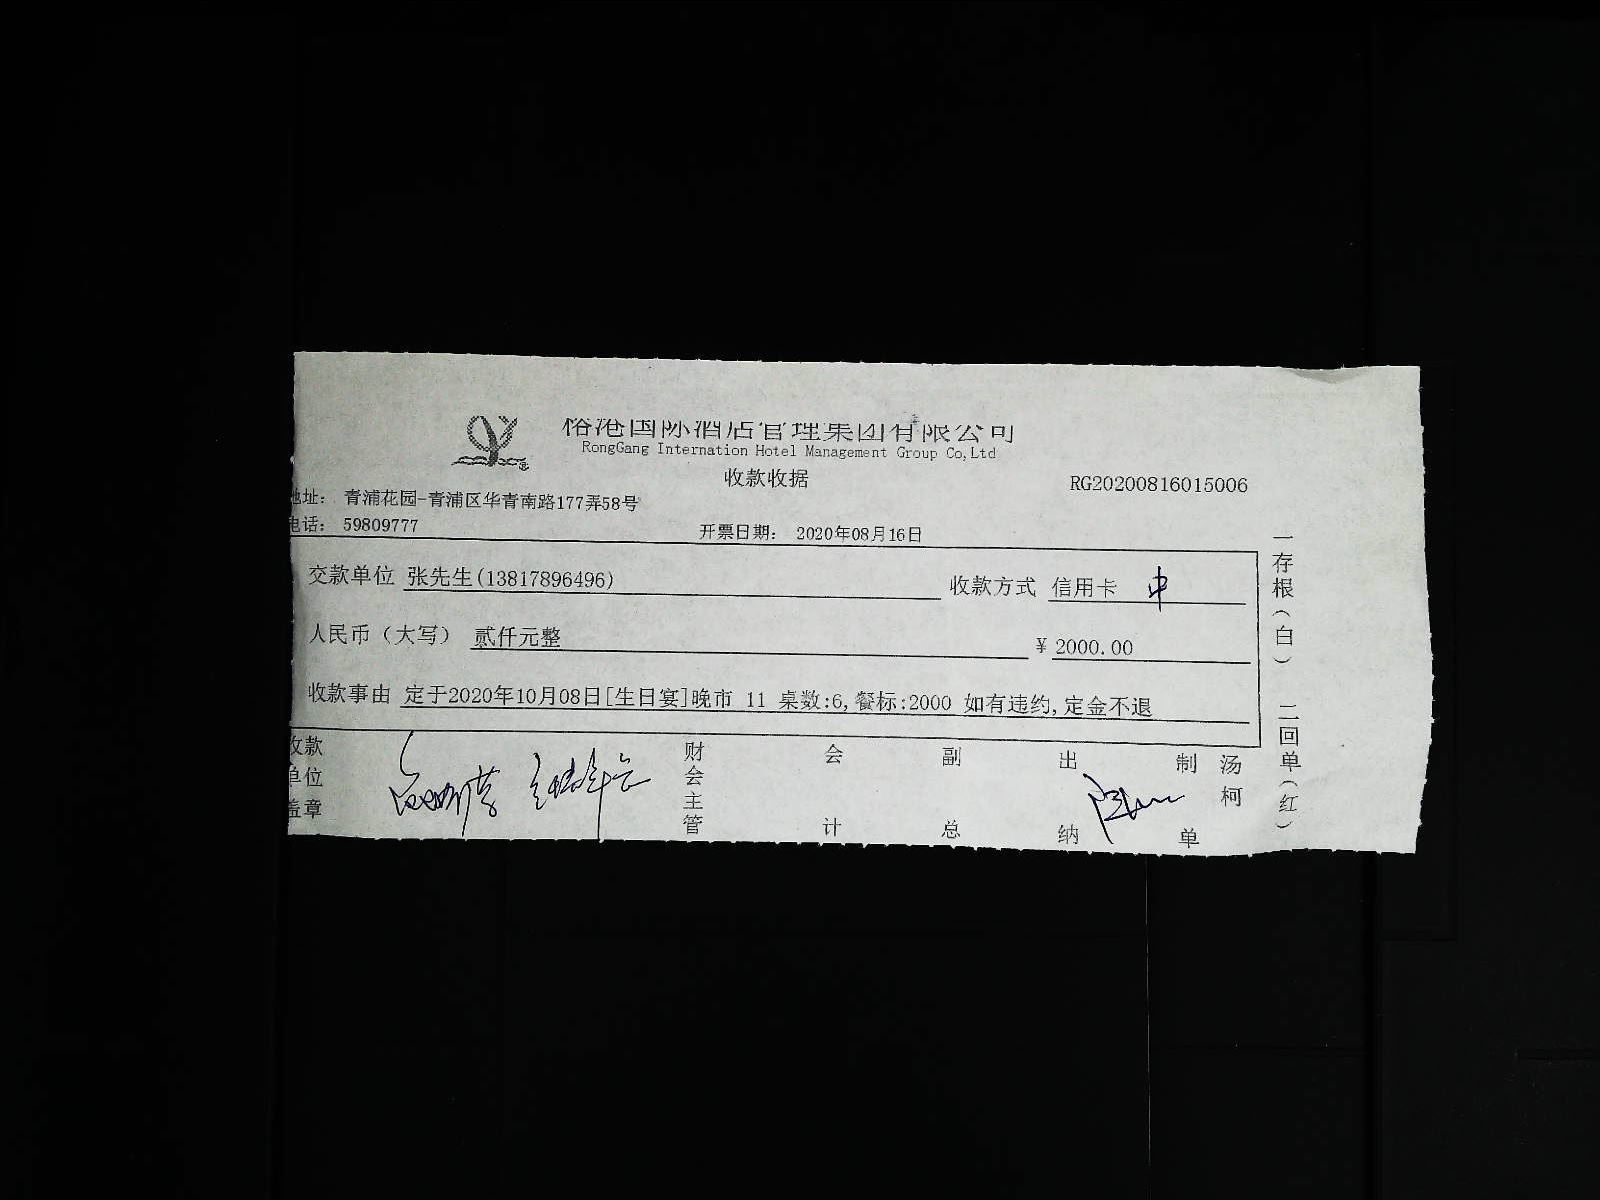 港国际酒店管理集团有限公司
RongGang Internation Hotel Management Group Co,Ltd
收款收据
RG20200816015006
地址： 青浦花园-青浦区华青南路177弄58号
电话： 59809777
开票日期： 2020年08月16日
交款单位 张先生(13817896496)
收款方式 信用卡 中
人民币（大写） 贰仟元整
¥ 2000.00
收款事由 定于2020年10月08日[生日宴]晚市 11 桌数:6,餐标:2000 如有违约,定金不退
收款单位盖章
财会主管
会计
副总
出纳
制单
汤柯
一存根（白）
二回单（红）